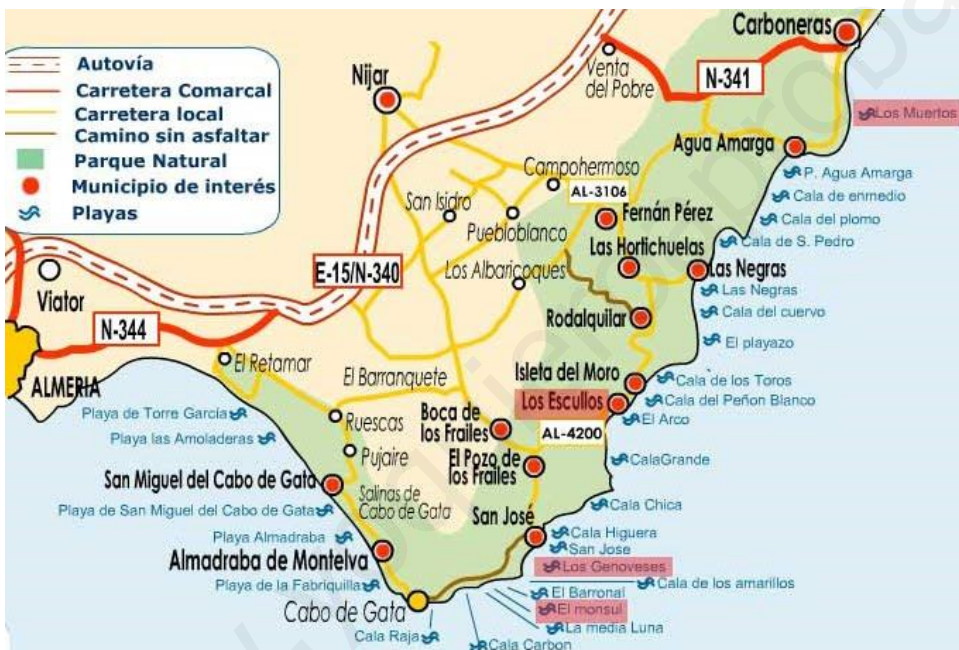 Autovía
Carretera Comarcal
Carretera local
Camino sin asfaltar
Parque Natural
Municipio de interés
Playas
Carboneras
Venta
del Pobre
N-341
Nijar
Los Muertos
Agua Amarga
P. Agua Amarga
Campohermoso
AL-3106
Cala de enmedio
San Isidro
Fernán Pérez
Cala del plomo
Puebloblanco
Las Hortichuelas
Cala de S. Pedro
E-15/N-340
Los Albaricoques
Las Negras
Viator
Las Negras
Cala del cuervo
N-344
Rodalquilar
El playazo
El Retamar
ALMERIA
El Barranquete
Isleta del Moro
Cala de los Toros
Los Escullos
Cala del Peñon Blanco
Playa de Torre García
Ruescas
Boca de
los Frailes
El Arco
AL-4200
Playa las Amoladeras
Pujaire
El Pozo de
los Frailes
CalaGrande
San Miguel del Cabo de Gata
Salinas de
Cabo de Gata
Playa de San Miguel del Cabo de Gata
San José
Cala Chica
Playa Almadraba
Cala Higuera
San Jose
Almadraba de Montelva
Los Genoveses
Playa de la Fabriquilla
Cala de los amarillos
El Barronal
Cabo de Gata
El monsul
La media Luna
Cala Raja
Cala Carbon